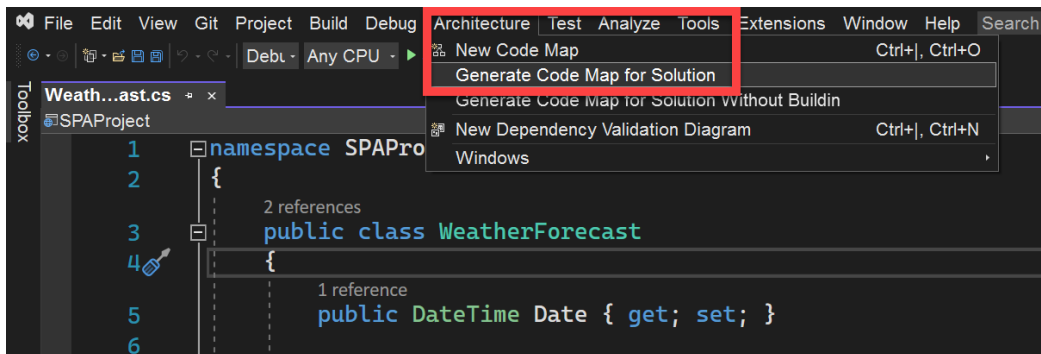 File Edit View Git Project Build Debug Architecture Test Analyze Tools Extensions Window Help Search
Debu Any CPU
New Code Map Ctrl+|, Ctrl+O
Generate Code Map for Solution
Generate Code Map for Solution Without Buildin
New Dependency Validation Diagram Ctrl+|, Ctrl+N
Windows
Toolbox
Weath...ast.cs
SPAProject
1 namespace SPAPro
2 {
2 references
3 public class WeatherForecast
4 {
1 reference
5 public DateTime Date { get; set; }
6